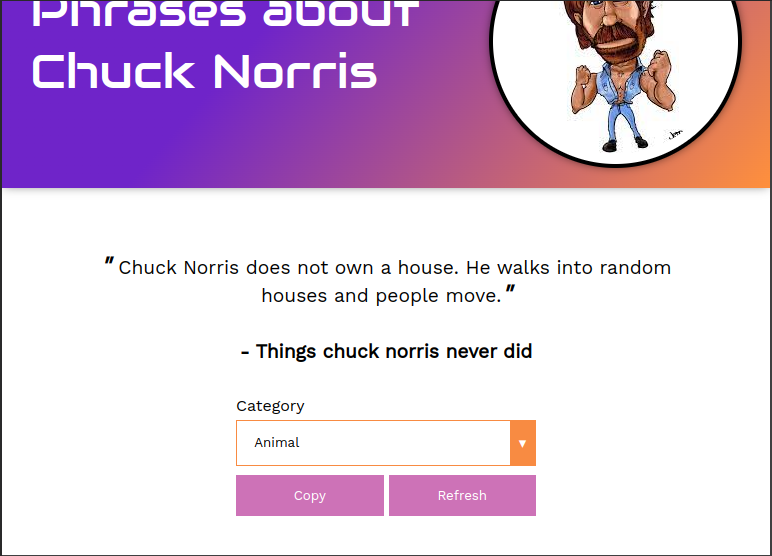 Phrases about
Chuck Norris
" Chuck Norris does not own a house. He walks into random
houses and people move. "
- Things chuck norris never did
Category
Animal
Copy Refresh